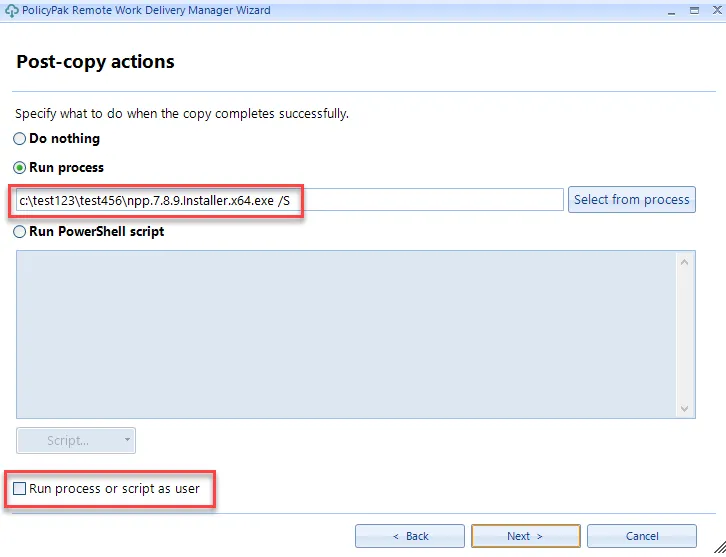 PolicyPak Remote Work Delivery Manager Wizard
Post-copy actions
Specify what to do when the copy completes successfully.
Do nothing
Run process
c:\test123\test456\npp.7.8.9.Installer.x64.exe /S
Select from process
Run PowerShell script
Script...
Run process or script as user
< Back
Next >
Cancel